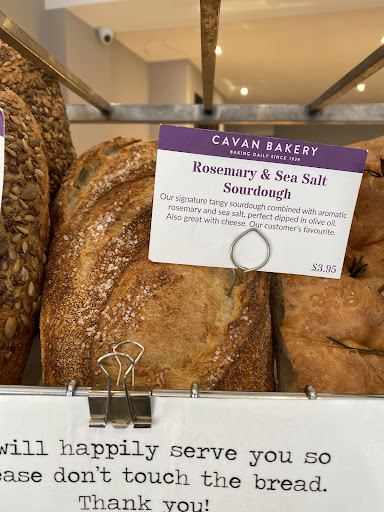 CAVAN BAKERY
BAKING DAILY SINCE 1929
Rosemary & Sea Salt
Sourdough
Our signature tangy sourdough combined with aromatic
rosemary and sea salt, perfect dipped in olive oil.
Also great with cheese. Our customer's favourite.
£3.95
will happily serve you so
ease don't touch the bread.
Thank you!